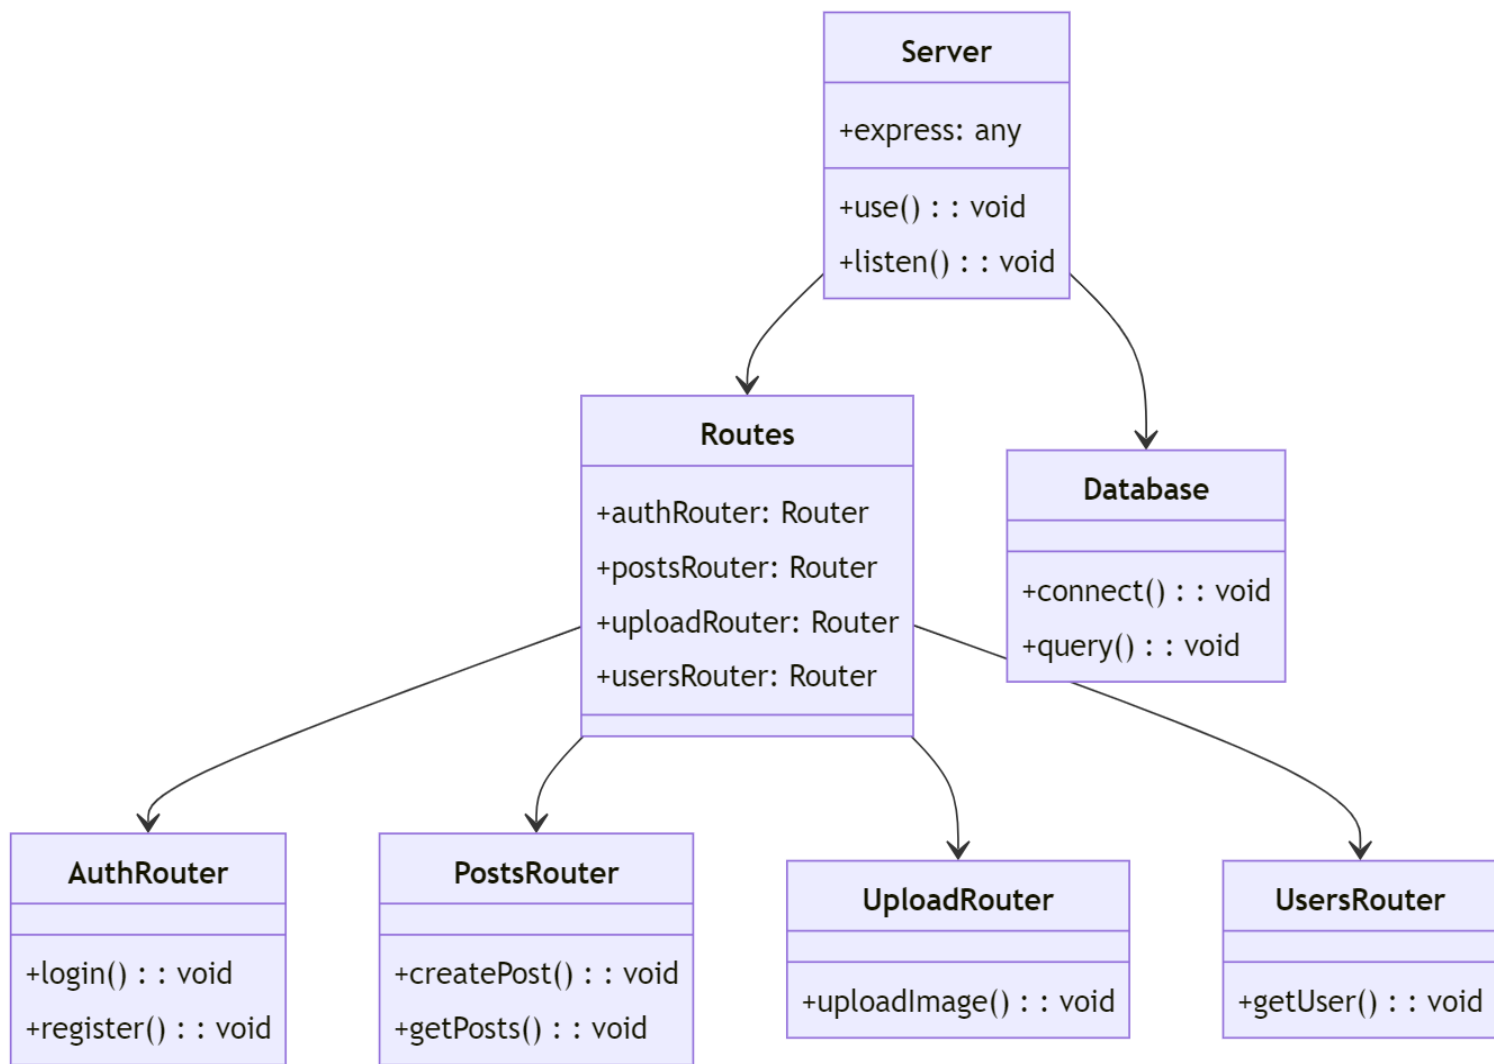 Server
+express: any
+use() : : void
+listen() : : void
Routes
+authRouter: Router
+postsRouter: Router
+uploadRouter: Router
+usersRouter: Router
Database
+connect() : : void
+query() : : void
AuthRouter
+login() : : void
+register() : : void
PostsRouter
+createPost() : : void
+getPosts() : : void
UploadRouter
+uploadImage() : : void
UsersRouter
+getUser() : : void